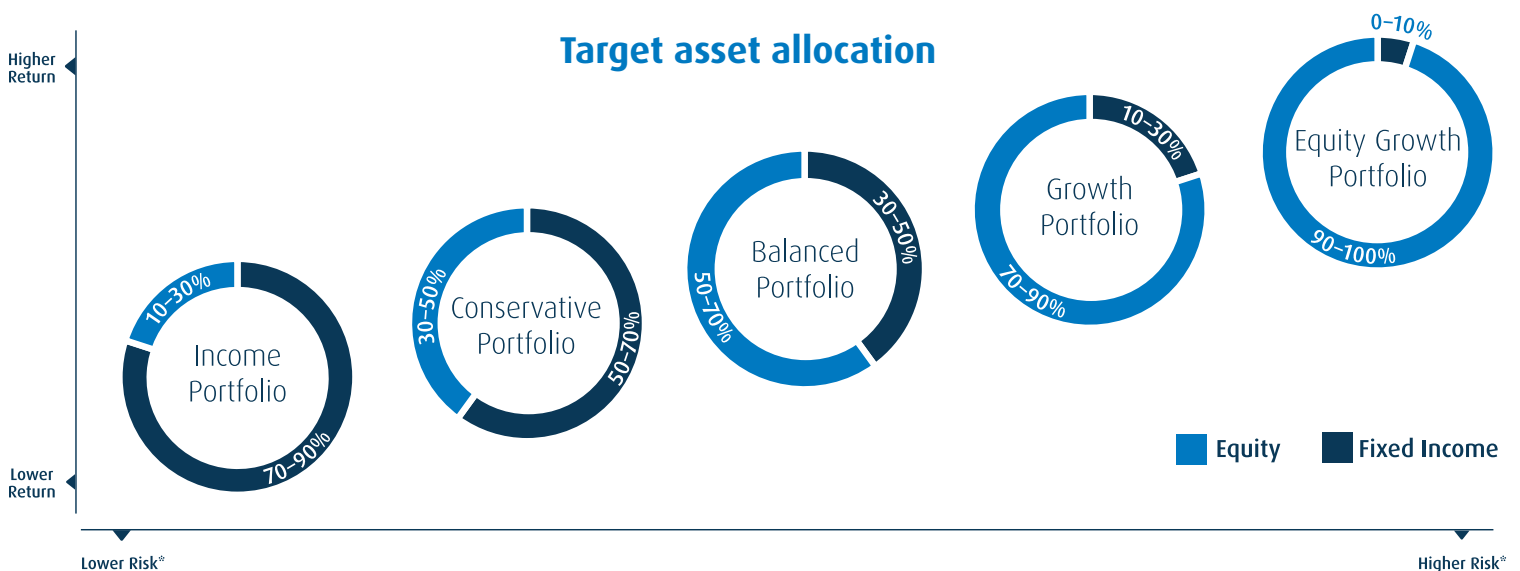 Target asset allocation
Higher
Return
Lower
Return
10–30%
Income
Portfolio
70–90%
30–50%
Conservative
Portfolio
50–70%
30–50%
Balanced
Portfolio
50–70%
10–30%
Growth
Portfolio
70–90%
0–10%
Equity Growth
Portfolio
90–100%
Equity
Fixed Income
Lower Risk*
Higher Risk*